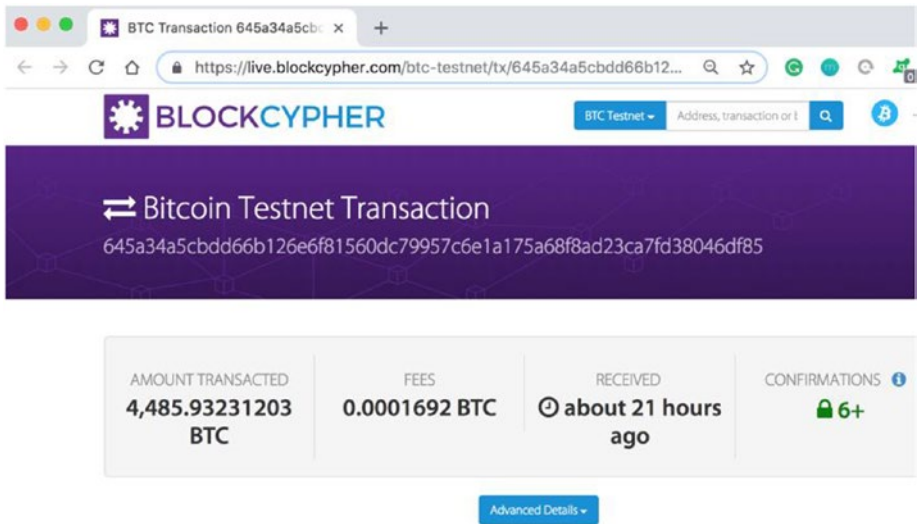 BTC Transaction 645a34a5cbc
https://live.blockcypher.com/btc-testnet/tx/645a34a5cbdd66b12...
BLOCKCYPHER
BTC Testnet
Address, transaction or b
Bitcoin Testnet Transaction
645a34a5cbdd66b126e6f81560dc79957c6e1a175a68f8ad23ca7fd38046df85
AMOUNT TRANSACTED
4,485.93231203
BTC
FEES
0.0001692 BTC
RECEIVED
about 21 hours
ago
CONFIRMATIONS
6+
Advanced Details